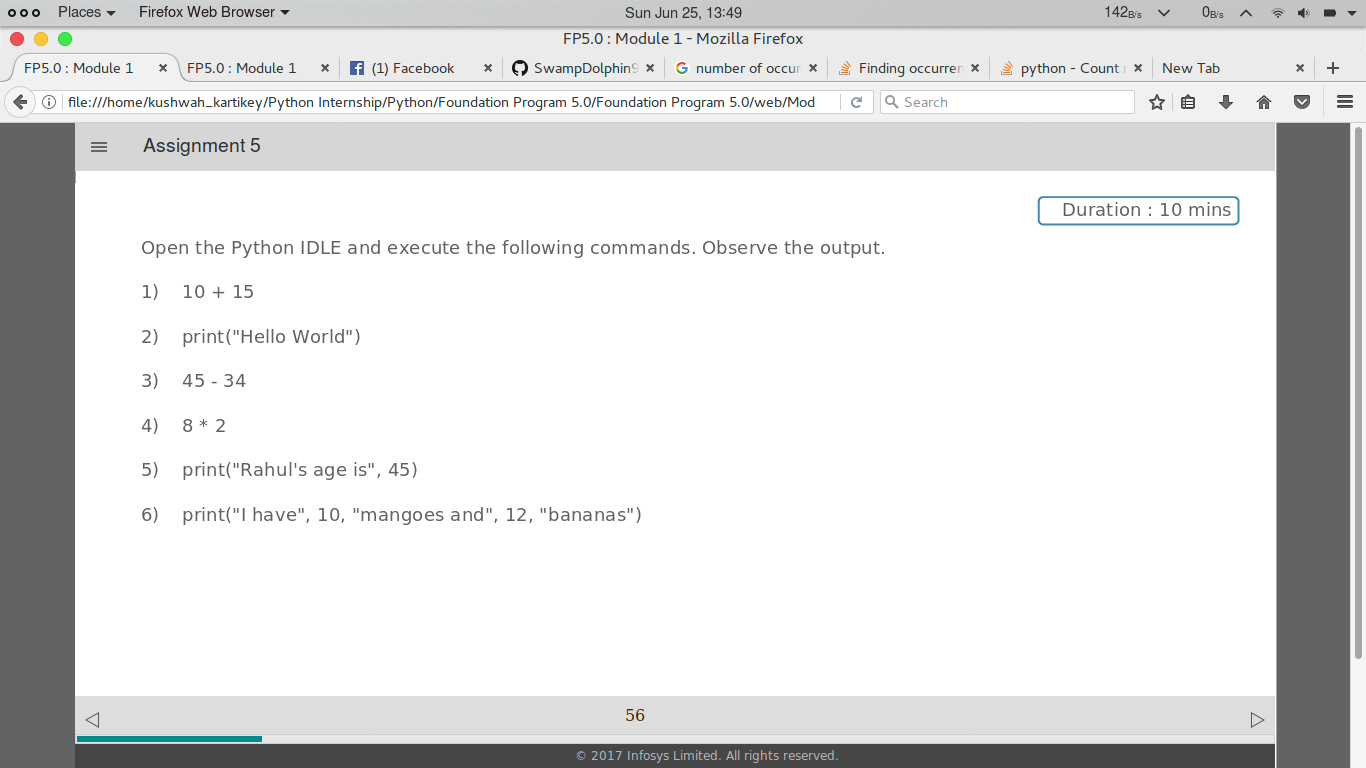 Places Firefox Web Browser Sun Jun 25, 13:49 142B/s 0B/s
FP5.0 : Module 1 - Mozilla Firefox
FP5.0 : Module 1 FP5.0 : Module 1 (1) Facebook SwampDolphin9 number of occur Finding occurren python - Count New Tab
file:///home/kushwah_kartikey/Python Internship/Python/Foundation Program 5.0/Foundation Program 5.0/web/Mod Search
Assignment 5
Duration : 10 mins
Open the Python IDLE and execute the following commands. Observe the output.
1) 10 + 15
2) print("Hello World")
3) 45 - 34
4) 8 * 2
5) print("Rahul's age is", 45)
6) print("I have", 10, "mangoes and", 12, "bananas")
56
© 2017 Infosys Limited. All rights reserved.